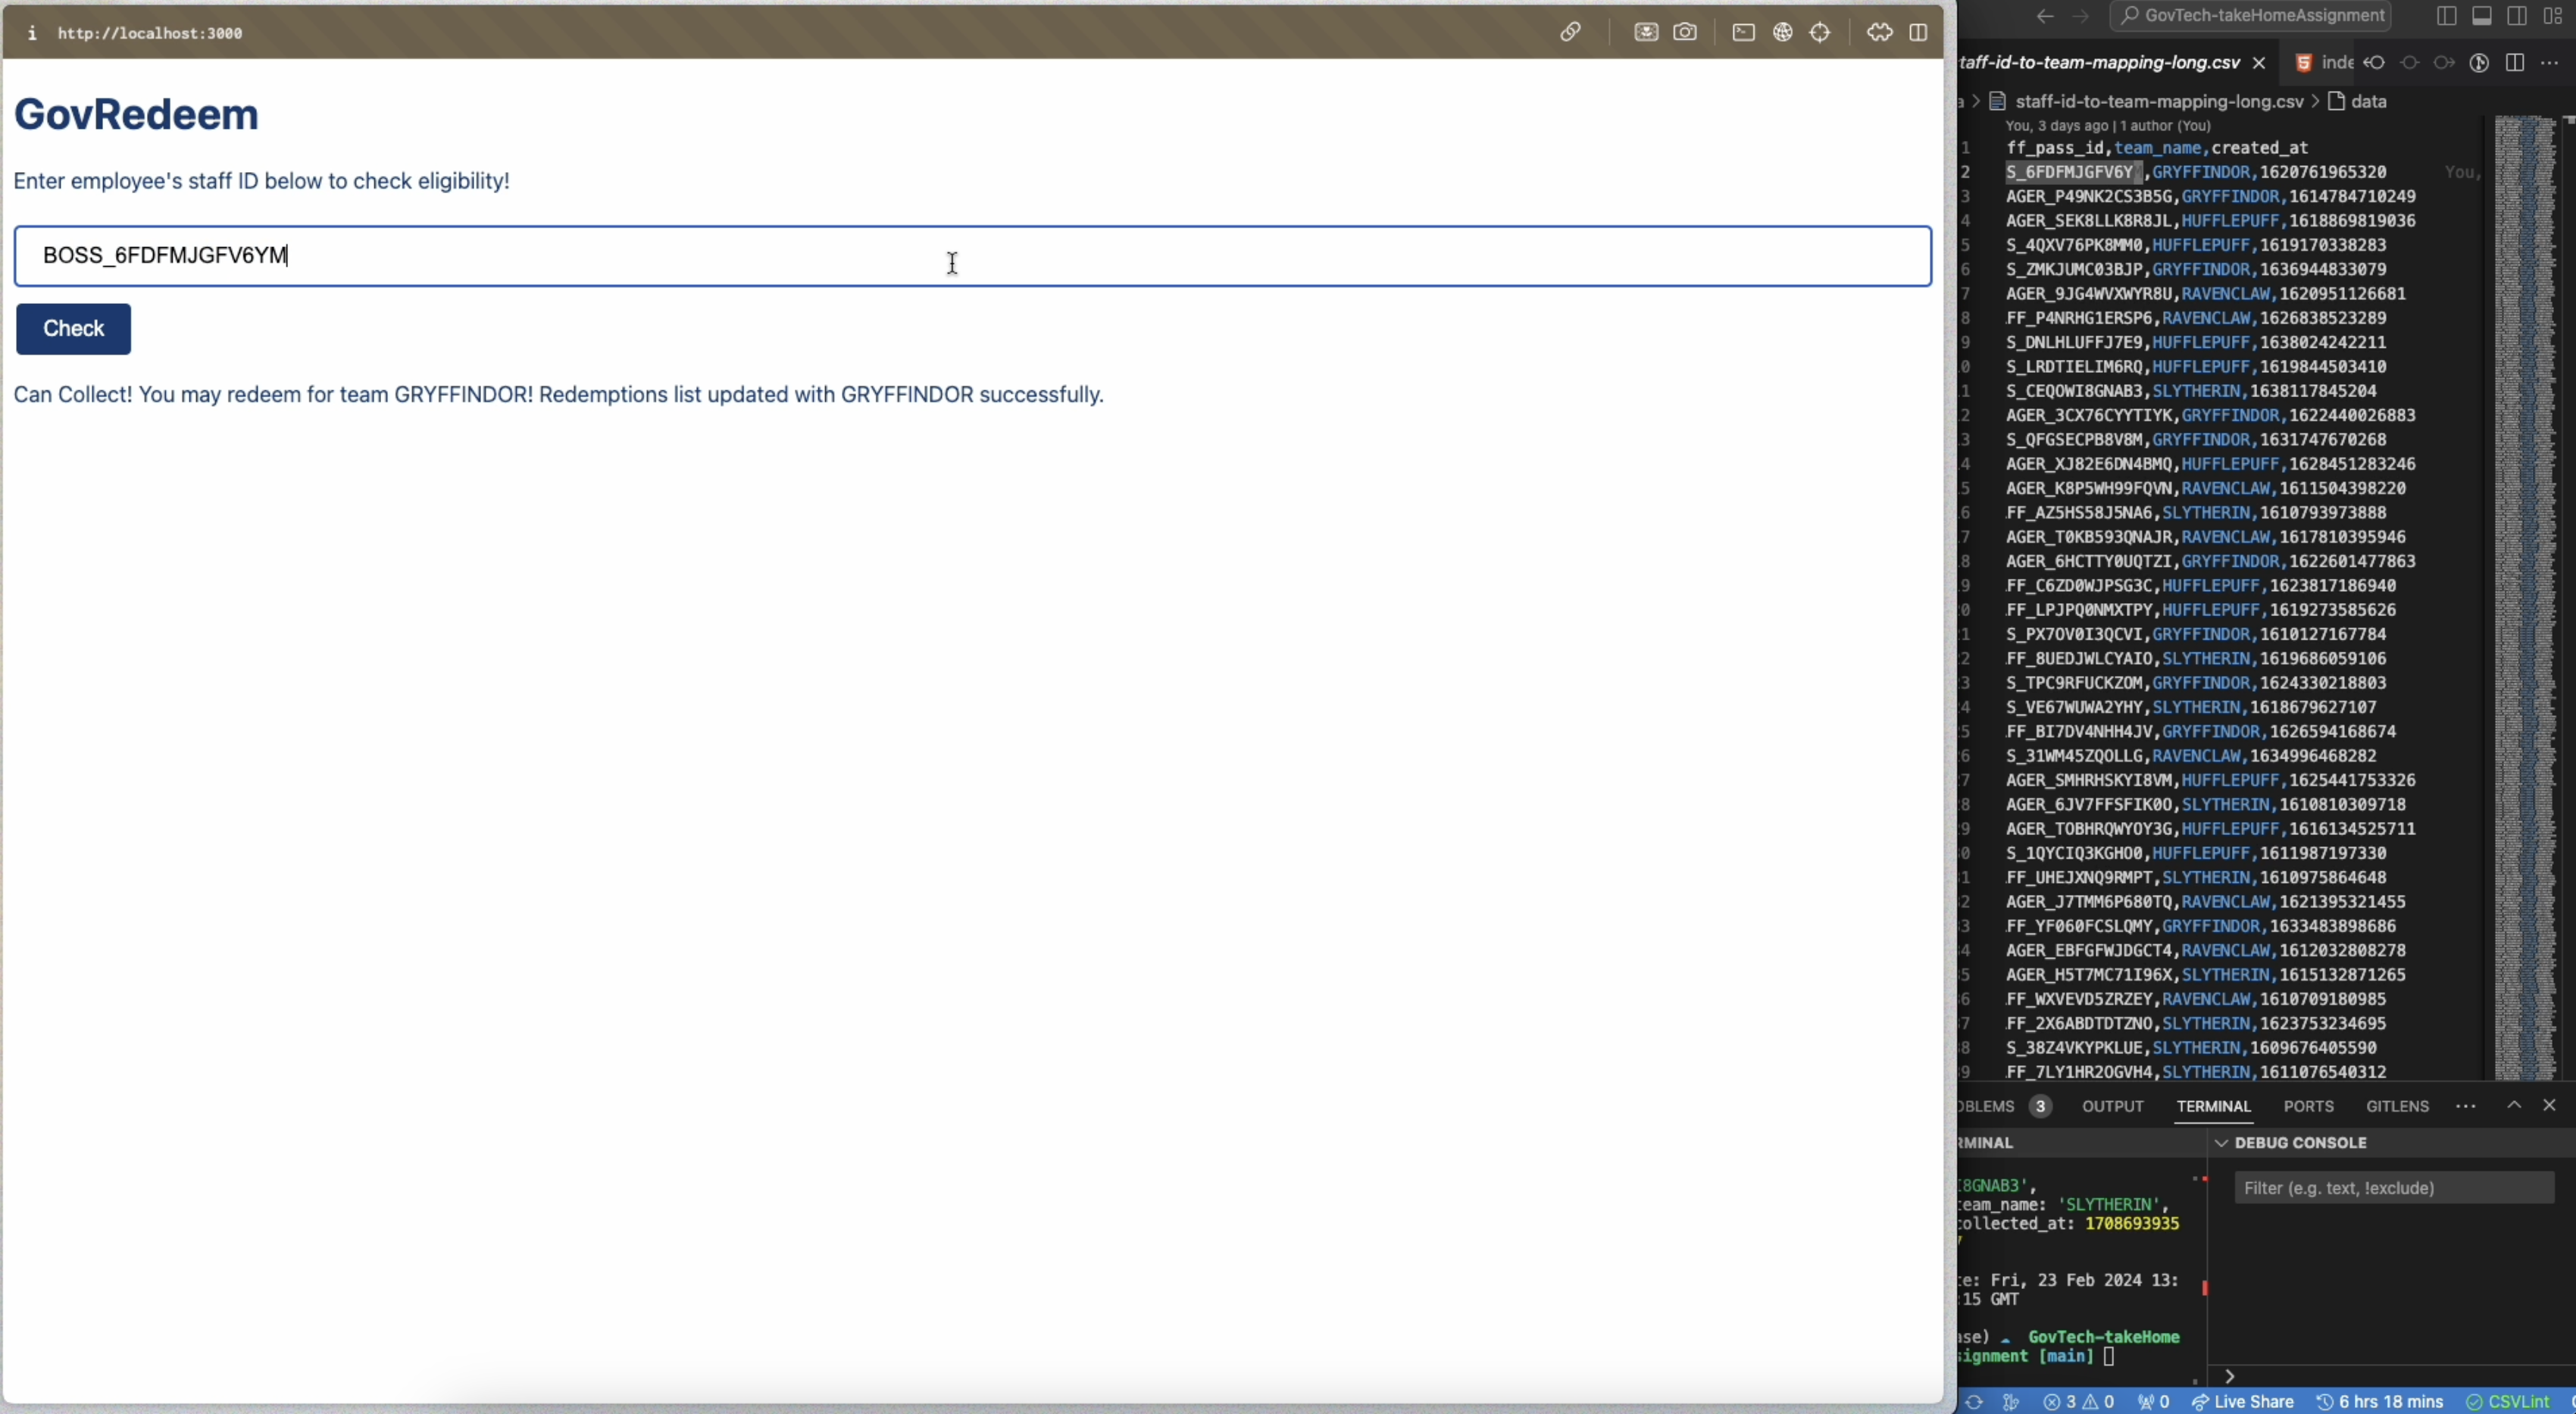 http://localhost:3000
GovRedeem
Enter employee's staff ID below to check eligibility!
BOSS_6FDFMJGFV6YM
Check
Can Collect! You may redeem for team GRYFFINDOR! Redemptions list updated with GRYFFINDOR successfully.
GovTech-takeHomeAssignment
taff-id-to-team-mapping-long.csv
inde
a > staff-id-to-team-mapping-long.csv > data
You, 3 days ago | 1 author (You)
1 ff_pass_id,team_name,created_at
2 S_6FDFMJGFV6Y,GRYFFINDOR,1620761965320 You,
3 AGER_P49NK2CS3B5G,GRYFFINDOR,1614784710249
4 AGER_SEK8LLK8R8JL,HUFFLEPUFF,1618869819036
5 S_4QXV76PK8MM0,HUFFLEPUFF,1619170338283
6 S_ZMKJUMC03BJP,GRYFFINDOR,1636944833079
7 AGER_9JG4WVXWYR8U,RAVENCLAW,1620951126681
8 FF_P4NRHG1ERSP6,RAVENCLAW,1626838523289
9 S_DNLHLUFFJ7E9,HUFFLEPUFF,1638024242211
0 S_LRDTIELIM6RQ,HUFFLEPUFF,1619844503410
1 S_CEQOWI8GNAB3,SLYTHERIN,1638117845204
2 AGER_3CX76CYYTIYK,GRYFFINDOR,1622440026883
3 S_QFGSECPB8V8M,GRYFFINDOR,1631747670268
4 AGER_XJ82E6DN4BMQ,HUFFLEPUFF,1628451283246
5 AGER_K8P5WH99FQVN,RAVENCLAW,1611504398220
6 FF_AZ5HS58J5NA6,SLYTHERIN,1610793973888
7 AGER_T0KB593QNAJR,RAVENCLAW,1617810395946
8 AGER_6HCTTY0UQTZI,GRYFFINDOR,1622601477863
9 FF_C6ZD0WJPSG3C,HUFFLEPUFF,1623817186940
0 FF_LPJPQ0NMXTPY,HUFFLEPUFF,1619273585626
1 S_PX7OV0I3QCVI,GRYFFINDOR,1610127167784
2 FF_8UEDJWLCYAIO,SLYTHERIN,1619686059106
3 S_TPC9RFUCKZOM,GRYFFINDOR,1624330218803
4 S_VE67WUWA2YHY,SLYTHERIN,1618679627107
5 FF_BI7DV4NHH4JV,GRYFFINDOR,1626594168674
6 S_31WM45ZQOLLG,RAVENCLAW,1634996468282
7 AGER_SMHRHSKYI8VM,HUFFLEPUFF,1625441753326
8 AGER_6JV7FFSFIK0O,SLYTHERIN,1610810309718
9 AGER_TOBHRQWYOY3G,HUFFLEPUFF,1616134525711
0 S_1QYCIQ3KGHO0,HUFFLEPUFF,1611987197330
1 FF_UHEJXNQ9RMPT,SLYTHERIN,1610975864648
2 AGER_J7TMM6P680TQ,RAVENCLAW,1621395321455
3 FF_YF060FCSLQMY,GRYFFINDOR,1633483898686
4 AGER_EBFGFWJDGCT4,RAVENCLAW,1612032808278
5 AGER_H5T7MC71I96X,SLYTHERIN,1615132871265
6 FF_WXVEVD5ZRZEY,RAVENCLAW,1610709180985
7 FF_2X6ABDTDTZNO,SLYTHERIN,1623753234695
8 S_38Z4VKYPKLUE,SLYTHERIN,1609676405590
9 FF_7LY1HR2OGVH4,SLYTHERIN,1611076540312
OBLEMS 3 OUTPUT TERMINAL PORTS GITLENS
RMINAL
DEBUG CONSOLE
Filter (e.g. text, !exclude)
I8GNAB3',
team_name: 'SLYTHERIN',
collected_at: 1708693935
te: Fri, 23 Feb 2024 13:
:15 GMT
ase) GovTech-takeHome
signment [main]
3 0 0 Live Share 6 hrs 18 mins CSVLint